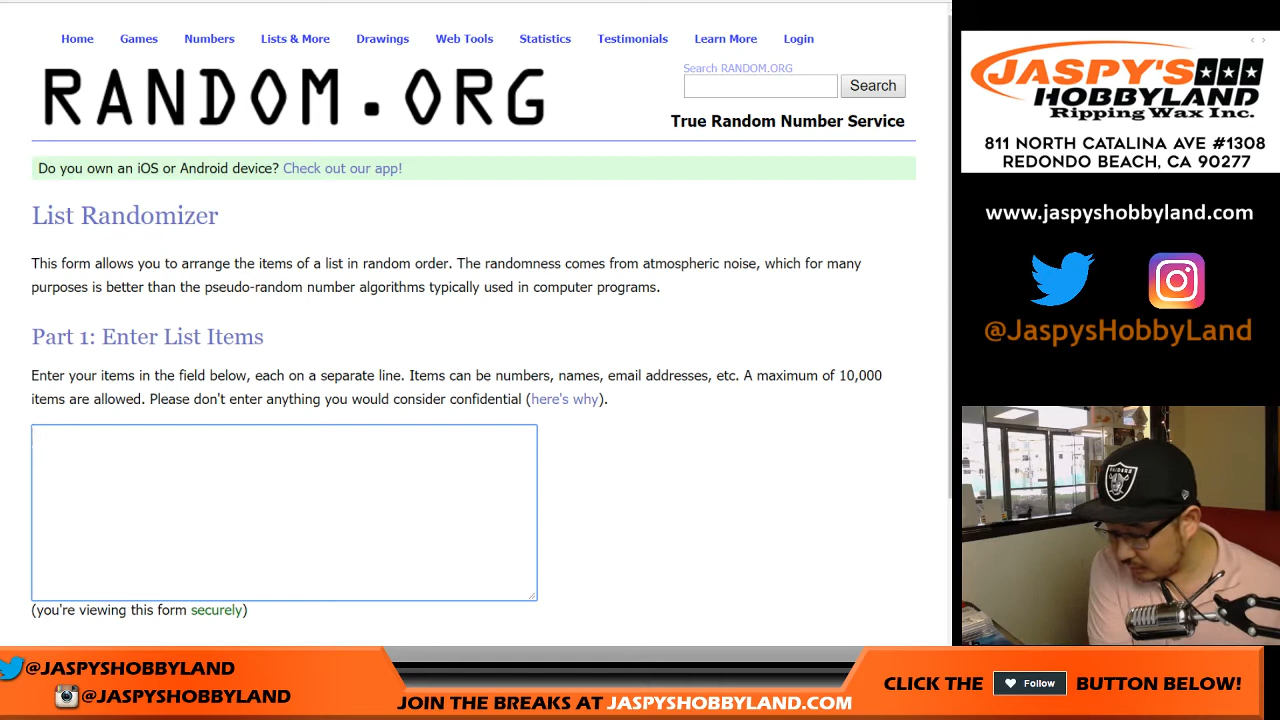 Home Games Numbers Lists & More Drawings Web Tools Statistics Testimonials Learn More Login
RANDOM.ORG
Search RANDOM.ORG
Search
True Random Number Service
Do you own an iOS or Android device? Check out our app!
List Randomizer
This form allows you to arrange the items of a list in random order. The randomness comes from atmospheric noise, which for many
purposes is better than the pseudo-random number algorithms typically used in computer programs.
Part 1: Enter List Items
Enter your items in the field below, each on a separate line. Items can be numbers, names, email addresses, etc. A maximum of 10,000
items are allowed. Please don't enter anything you would consider confidential (here's why).
(you're viewing this form securely)
JASPY'S
HOBBYLAND
Ripping Wax Inc.
811 NORTH CATALINA AVE #1308
REDONDO BEACH, CA 90277
www.jaspyshobbyland.com
@JaspysHobbyLand
RAIDERS
@JASPYSHOBBYLAND
@JASPYSHOBBYLAND
JOIN THE BREAKS AT JASPYSHOBBYLAND.COM
CLICK THE Follow BUTTON BELOW!